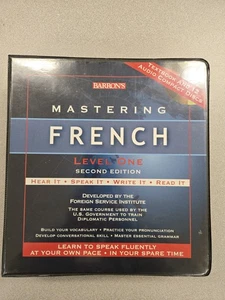 TEXTBOOK AND 12
AUDIO COMPACT DISCS
BARRON'S
MASTERING
FRENCH
LEVEL ONE
SECOND EDITION
HEAR IT • SPEAK IT • WRITE IT • READ IT
DEVELOPED BY THE
FOREIGN SERVICE INSTITUTE
THE SAME COURSE USED BY THE
U.S. GOVERNMENT TO TRAIN
DIPLOMATIC PERSONNEL
BUILD YOUR VOCABULARY • PRACTICE YOUR PRONUNCIATION
DEVELOP CONVERSATIONAL SKILL • MASTER ESSENTIAL GRAMMAR
LEARN TO SPEAK FLUENTLY
AT YOUR OWN PACE • IN YOUR SPARE TIME